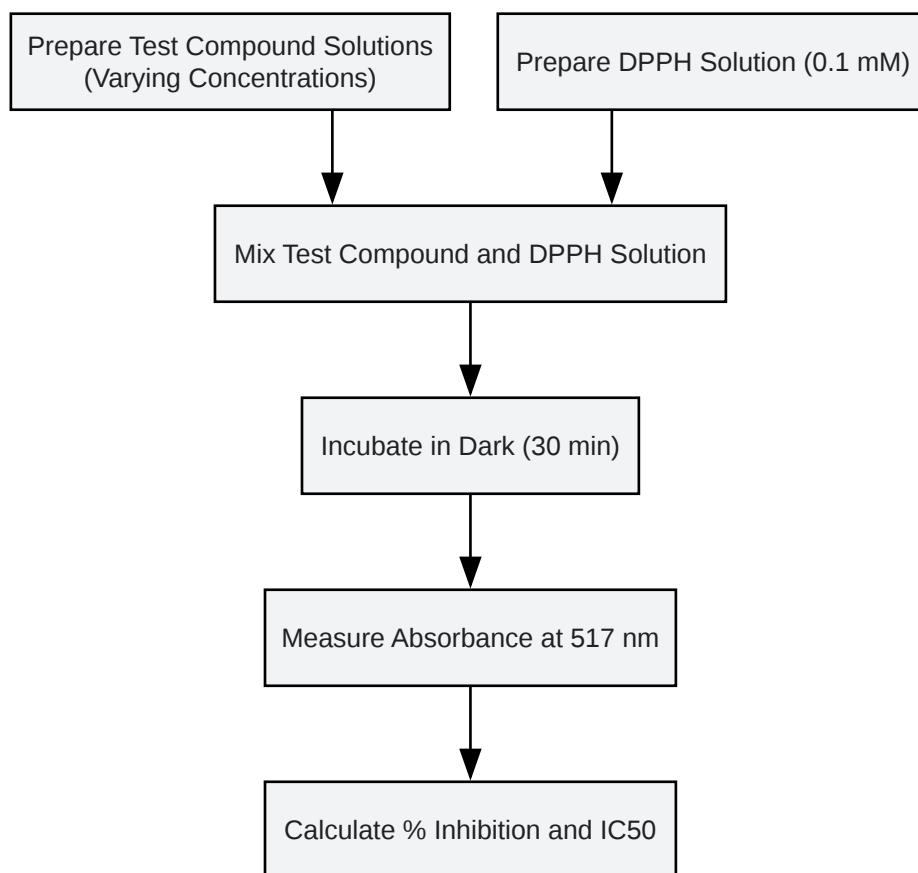 Prepare Test Compound Solutions
(Varying Concentrations)
Prepare DPPH Solution (0.1 mM)
Mix Test Compound and DPPH Solution
Incubate in Dark (30 min)
Measure Absorbance at 517 nm
Calculate % Inhibition and IC50